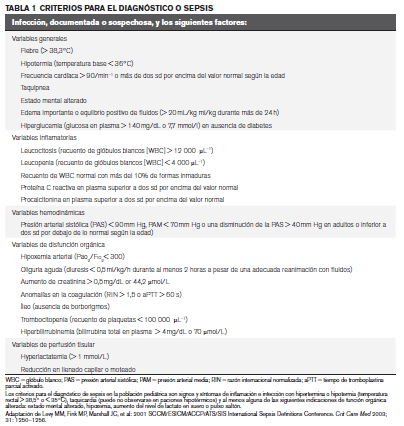 TABLA 1 CRITERIOS PARA EL DIAGNÓSTICO O SEPSIS
Infección, documentada o sospechosa, y los siguientes factores:
Variables generales
Fiebre (> 38,3°C)
Hipotermia (temperatura base < 36°C)
Frecuencia cardíaca > 90/min⁻¹ o más de dos sd por encima del valor normal según la edad
Taquipnea
Estado mental alterado
Edema importante o equilibrio positivo de fluidos (> 20 mL/kg ml/kg durante más de 24 h)
Hiperglucemia (glucosa en plasma > 140 mg/dL o 7,7 mmol/l) en ausencia de diabetes
Variables inflamatorias
Leucocitosis (recuento de glóbulos blancos [WBC] > 12 000 µL⁻¹)
Leucopenia (recuento de glóbulos blancos [WBC] < 4 000 µL⁻¹)
Recuento de WBC normal con más del 10% de formas inmaduras
Proteína C reactiva en plasma superior a dos sd por encima del valor normal
Procalcitonina en plasma superior a dos sd por encima del valor normal
Variables hemodinámicas
Presión arterial sistólica (PAS) < 90mm Hg, PAM < 70mm Hg o una disminución de la PAS > 40mm Hg en adultos o inferior a
dos sd por debajo de lo normal según la edad)
Variables de disfunción orgánica
Hipoxemia arterial (Pao₂/Fio₂ < 300)
Oliguria aguda (diuresis < 0,5 ml/kg/h durante al menos 2 horas a pesar de una adecuada reanimación con fluidos)
Aumento de creatinina > 0,5mg/dL or 44,2 µmol/L
Anomalías en la coagulación (RIN > 1,5 o aPTT > 60 s)
Íleo (ausencia de borborigmos)
Trombocitopenia (recuento de plaquetas < 100 000 µL⁻¹)
Hiperbilirrubinemia (bilirrubina total en plasma > 4mg/dL o 70 µmol/L)
Variables de perfusión tisular
Hyperlactatemia (> 1 mmol/L)
Reducción en llenado capilar o moteado
WBC = glóbulo blanco; PAS = presión arterial sistólica; PAM = presión arterial media; RIN = razón internacional normalizada; aPTT = tiempo de tromboplastina
parcial activado.
Los criterios para el diagnóstico de sepsis en la población pediátrica son signos y síntomas de inflamación e infección con hipertermia o hipotermia (temperatura
rectal > 38,5° o < 35°C), taquicardia (puede no observarse en pacientes hipotérmicos) y al menos alguna de las siguientes indicaciones de función orgánica
alterada: estado mental alterado, hipoxemia, aumento del nivel de lactato en suero o pulso saltón.
Adaptación de Levy MM, Fink MP, Marshall JC, et al: 2001 SCCM/ESICM/ACCP/ATS/SIS International Sepsis Definitions Conference. Crit Care Med 2003;
31: 1250–1256.